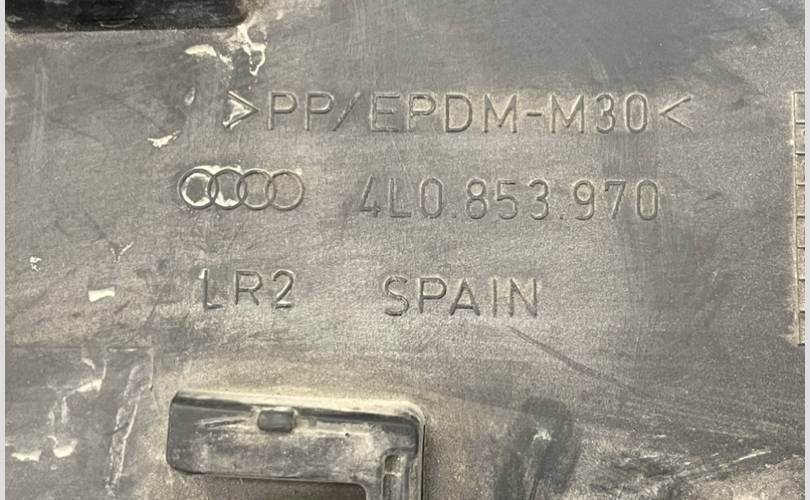 >PP/EPDM-M30<
4L0.853.970
LR2 SPAIN